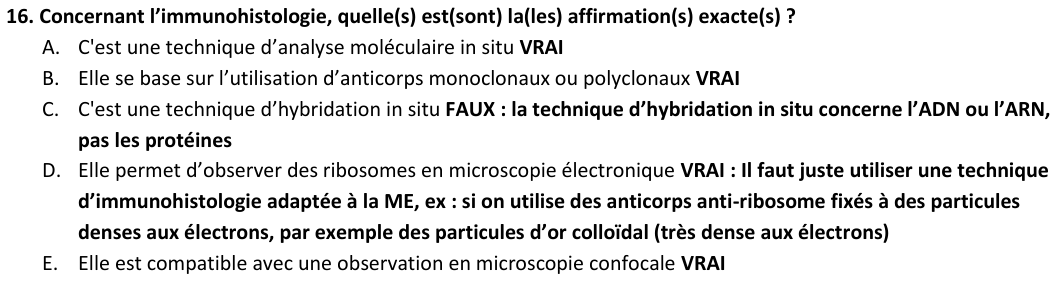 16. Concernant l’immunohistologie, quelle(s) est(sont) la(les) affirmation(s) exacte(s) ?
A. C'est une technique d’analyse moléculaire in situ VRAI
B. Elle se base sur l’utilisation d’anticorps monoclonaux ou polyclonaux VRAI
C. C'est une technique d’hybridation in situ FAUX : la technique d’hybridation in situ concerne l’ADN ou l’ARN,
pas les protéines
D. Elle permet d’observer des ribosomes en microscopie électronique VRAI : Il faut juste utiliser une technique
d’immunohistologie adaptée à la ME, ex : si on utilise des anticorps anti-ribosome fixés à des particules
denses aux électrons, par exemple des particules d’or colloïdal (très dense aux électrons)
E. Elle est compatible avec une observation en microscopie confocale VRAI